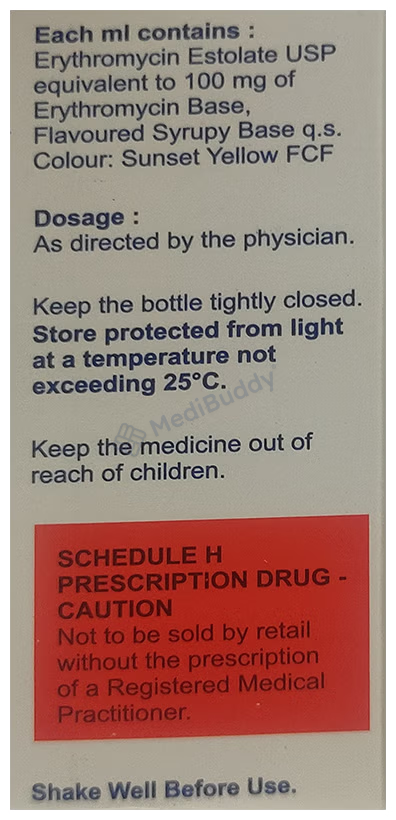 Each ml contains :
Erythromycin Estolate USP
equivalent to 100 mg of
Erythromycin Base,
Flavoured Syrupy Base q.s.
Colour: Sunset Yellow FCF
Dosage :
As directed by the physician.
Keep the bottle tightly closed.
Store protected from light
at a temperature not
exceeding 25°C.
MediBuddy
Keep the medicine out of
reach of children.
SCHEDULE H
PRESCRIPTION DRUG -
CAUTION
Not to be sold by retail
without the prescription
of a Registered Medical
Practitioner.
Shake Well Before Use.